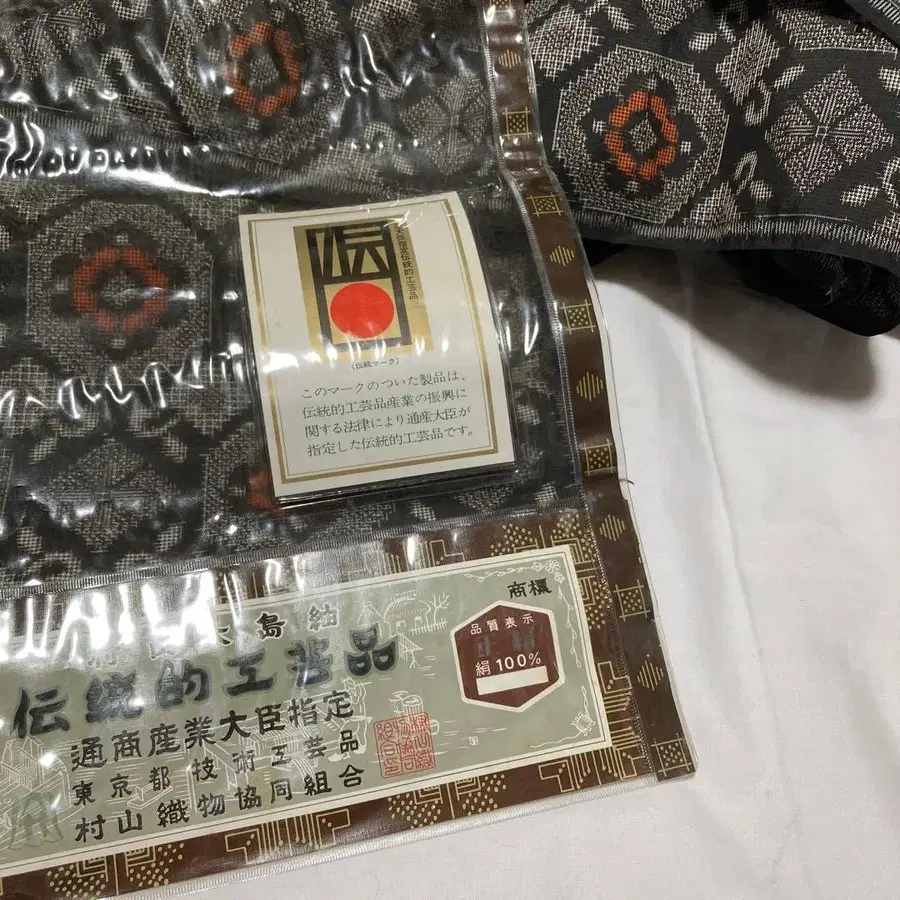 伝
通産大臣指定伝統的工芸品
(伝統マーク)
このマークのついた製品は、
伝統的工芸品産業の振興に
関する法律により通産大臣が
指定した伝統的工芸品です。
商標
大島紬
伝统的工芸品
通商産業大臣指定
東京都技術工芸品
村山織物協同組合
品質表示
絹100%